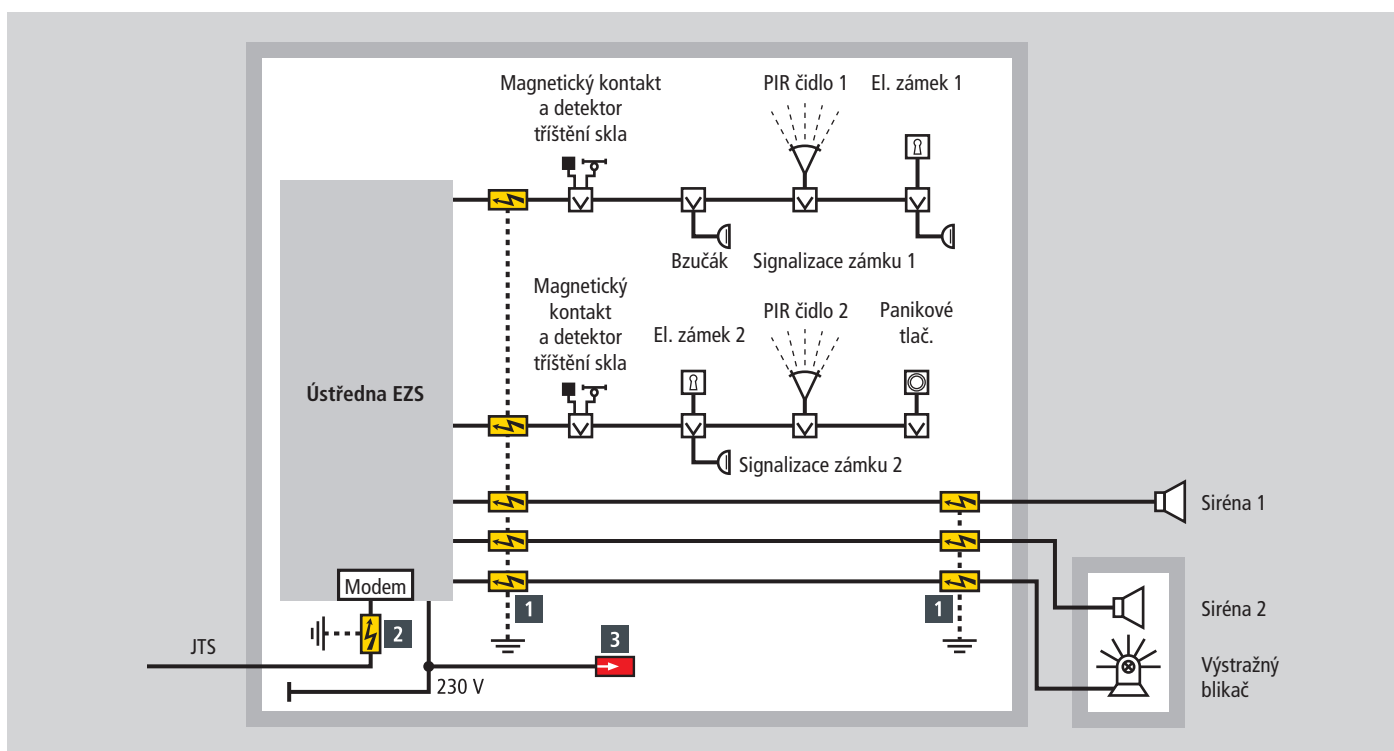 Magnetický kontakt
a detektor
tříštění skla
PIR čidlo 1
El. zámek 1
Bzučák
Signalizace zámku 1
Magnetický
kontakt
a detektor
tříštění skla
El. zámek 2
PIR čidlo 2
Panikové
tlač.
Ústředna EZS
Signalizace zámku 2
Siréna 1
Modem
1
1
Siréna 2
2
3
JTS
230 V
Výstražný
blikač